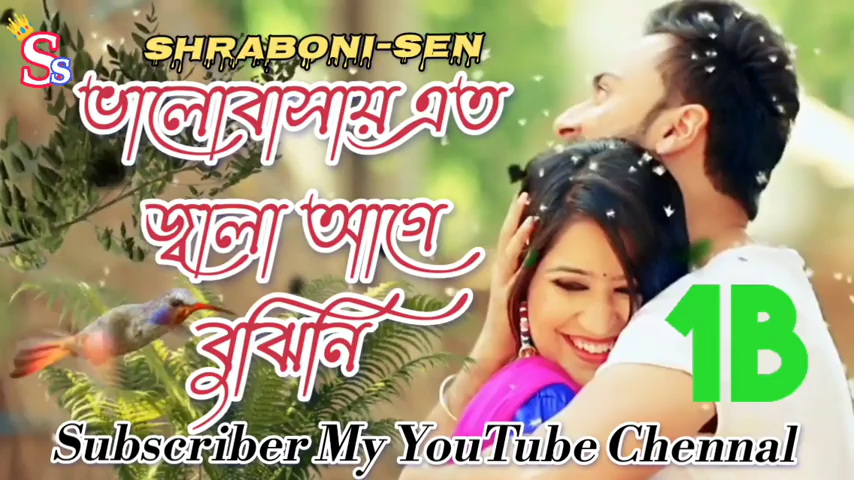 Ss
SHRABONI-SEN
ভালোবাসায় এত
জ্বালা আগে
বুঝিনি
1B
Subscriber My YouTube Chennal